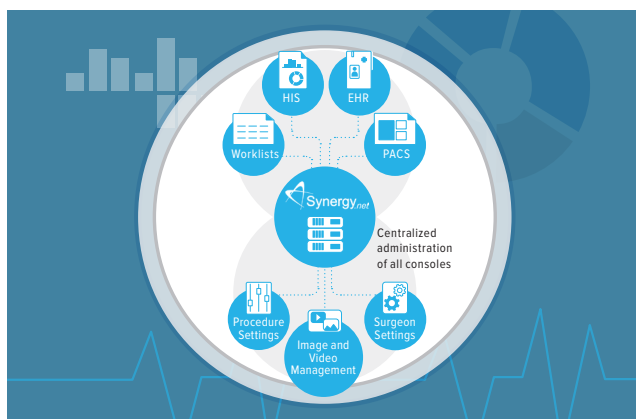 HIS
EHR
Worklists
PACS
Synergy.net
Centralized
administration
of all consoles
Procedure
Settings
Image and
Video
Management
Surgeon
Settings